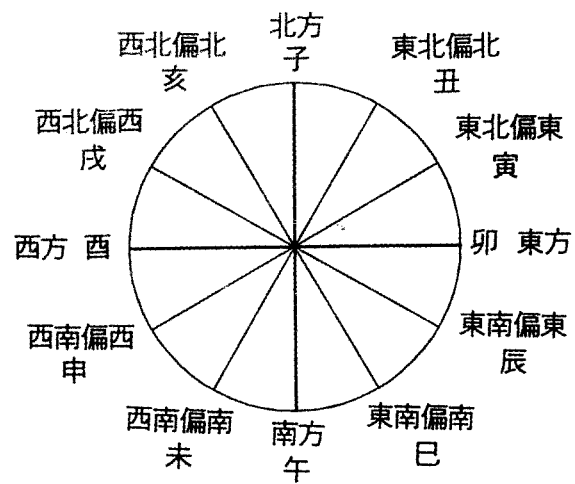 北方
子
東北偏北
丑
東北偏東
寅
卯 東方
東南偏東
辰
東南偏南
巳
南方
午
西南偏南
未
西南偏西
申
西方 酉
西北偏西
戌
西北偏北
亥